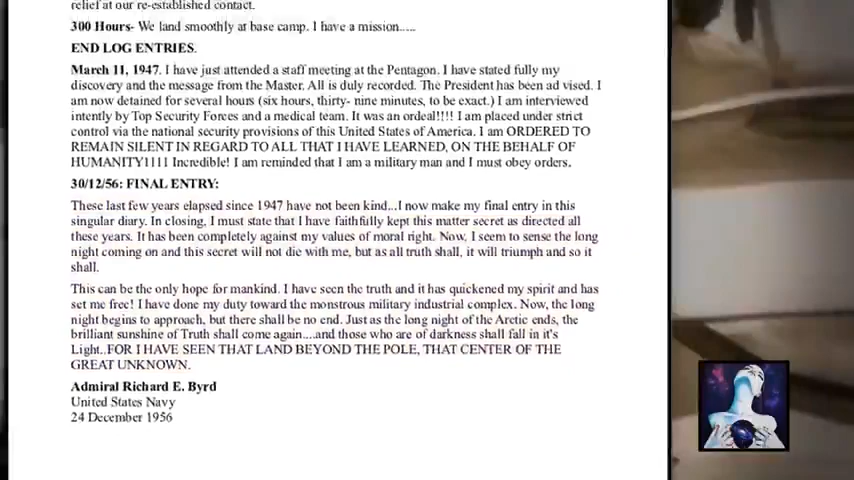 relief at our re-established contact.
300 Hours- We land smoothly at base camp. I have a mission.....
END LOG ENTRIES.
March 11, 1947. I have just attended a staff meeting at the Pentagon. I have stated fully my
discovery and the message from the Master. All is duly recorded. The President has been ad vised. I
am now detained for several hours (six hours, thirty- nine minutes, to be exact.) I am interviewed
intently by Top Security Forces and a medical team. It was an ordeal!!!! I am placed under strict
control via the national security provisions of this United States of America. I am ORDERED TO
REMAIN SILENT IN REGARD TO ALL THAT I HAVE LEARNED, ON THE BEHALF OF
HUMANITY1111 Incredible! I am reminded that I am a military man and I must obey orders.
30/12/56: FINAL ENTRY:
These last few years elapsed since 1947 have not been kind...I now make my final entry in this
singular diary. In closing, I must state that I have faithfully kept this matter secret as directed all
these years. It has been completely against my values of moral right. Now, I seem to sense the long
night coming on and this secret will not die with me, but as all truth shall, it will triumph and so it
shall.
This can be the only hope for mankind. I have seen the truth and it has quickened my spirit and has
set me free! I have done my duty toward the monstrous military industrial complex. Now, the long
night begins to approach, but there shall be no end. Just as the long night of the Arctic ends, the
brilliant sunshine of Truth shall come again....and those who are of darkness shall fall in it's
Light..FOR I HAVE SEEN THAT LAND BEYOND THE POLE, THAT CENTER OF THE
GREAT UNKNOWN.
Admiral Richard E. Byrd
United States Navy
24 December 1956